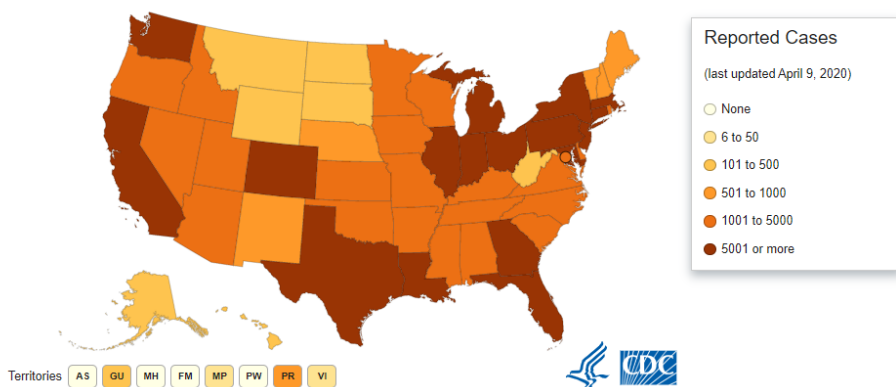 Reported Cases
(last updated April 9, 2020)
None
6 to 50
101 to 500
501 to 1000
1001 to 5000
5001 or more
Territories AS GU MH FM MP PW PR VI
CDC